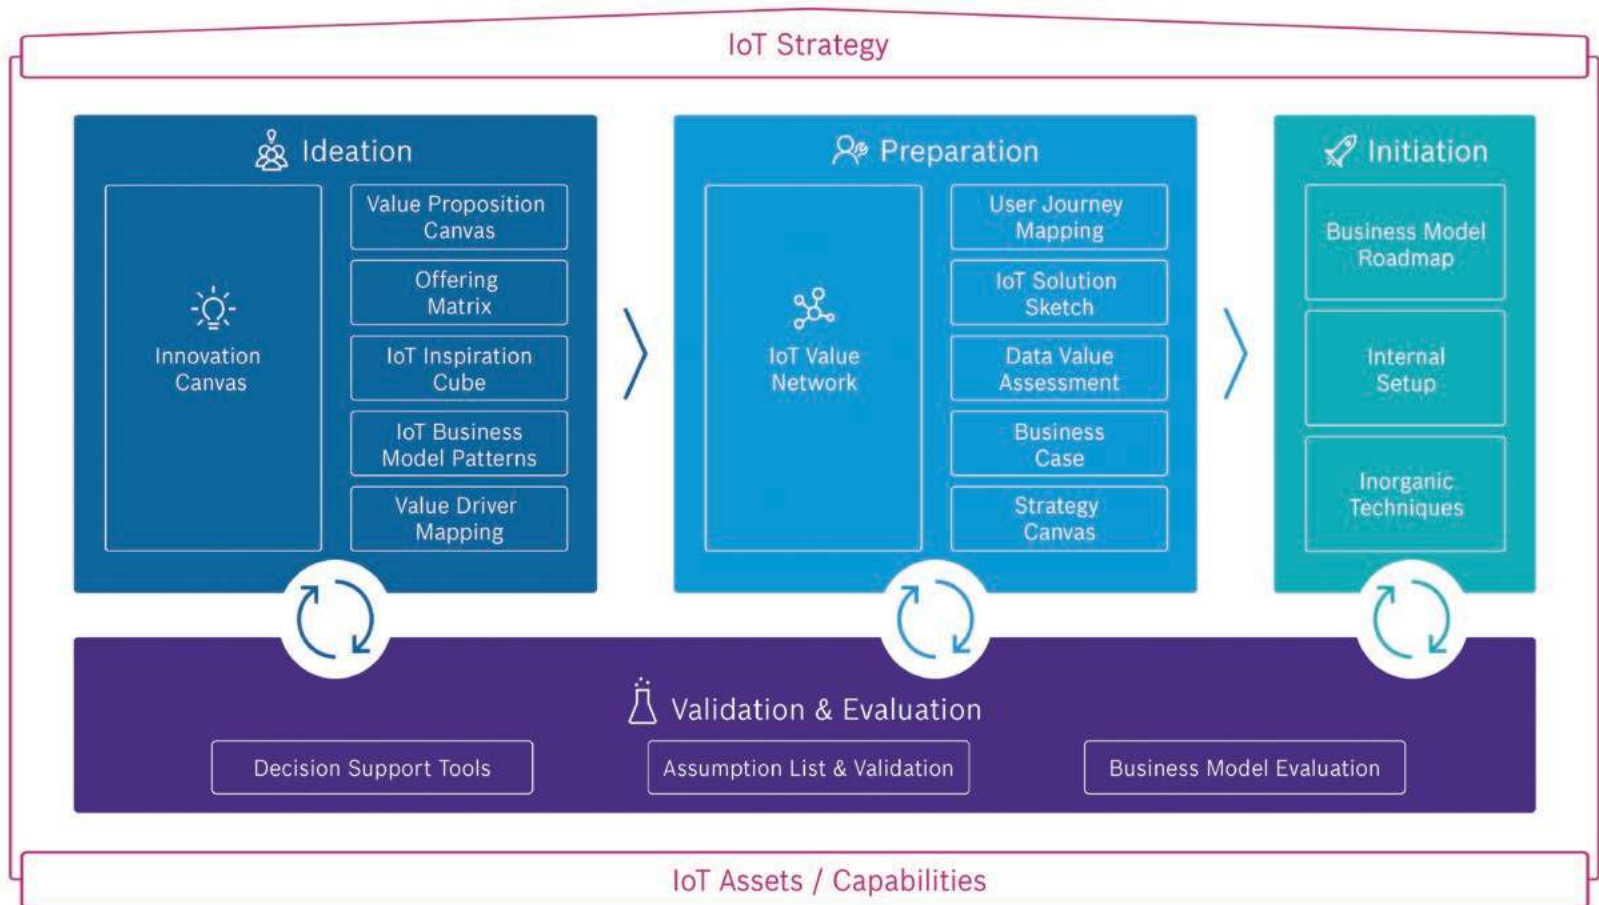 IoT Strategy
Ideation
Innovation
Canvas
Value Proposition
Canvas
Offering
Matrix
IoT Inspiration
Cube
IoT Business
Model Patterns
Value Driver
Mapping
Preparation
IoT Value
Network
User Journey
Mapping
IoT Solution
Sketch
Data Value
Assessment
Business
Case
Strategy
Canvas
Initiation
Business Model
Roadmap
Internal
Setup
Inorganic
Techniques
Validation & Evaluation
Decision Support Tools
Assumption List & Validation
Business Model Evaluation
IoT Assets / Capabilities